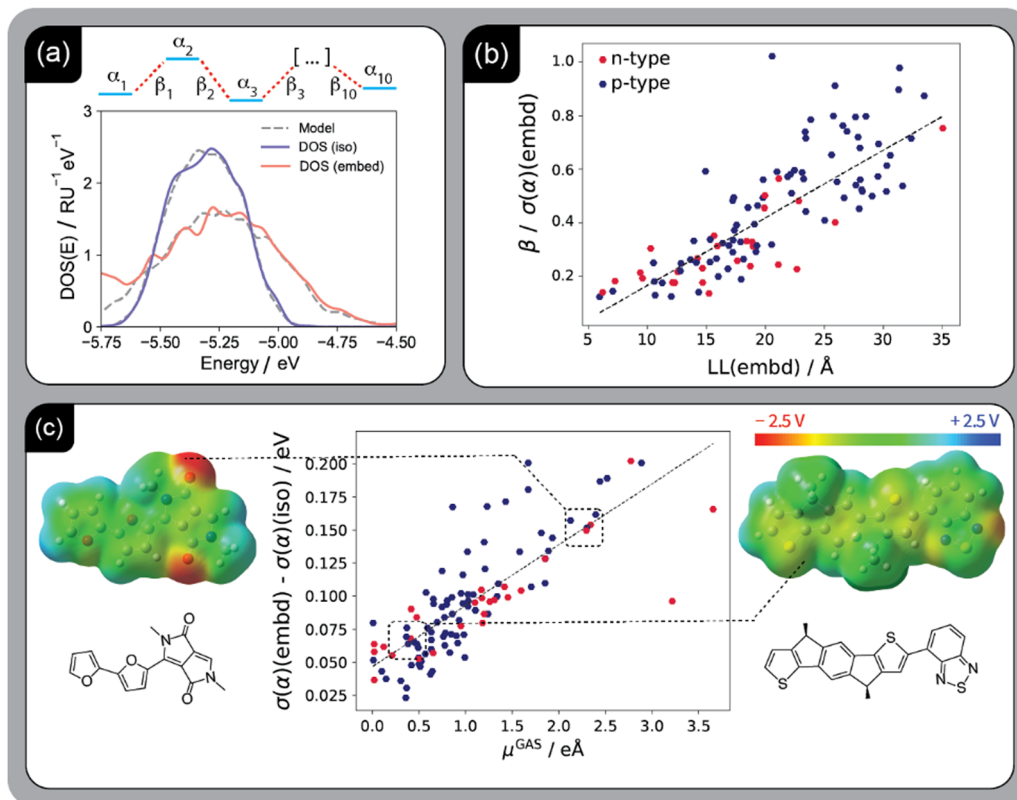 (a)
α1 α2 α3 [ ... ] α10
β1 β2 β3 β10
3
2
1
0
DOS(E) / RU⁻¹eV⁻¹
Model
DOS (iso)
DOS (embed)
−5.75 −5.50 −5.25 −5.00 −4.75 −4.50
Energy / eV
(b)
n-type
p-type
1.0
0.8
0.6
0.4
0.2
β / σ(α)(embd)
5 10 15 20 25 30 35
LL(embd) / Å
(c)
− 2.5 V +2.5 V
σ(α)(embd) - σ(α)(iso) / eV
0.200
0.175
0.150
0.125
0.100
0.075
0.050
0.025
0.0 0.5 1.0 1.5 2.0 2.5 3.0 3.5
μᴳᴬˢ / eÅ
O
N
O
O
N
O
S
S
N
S
N